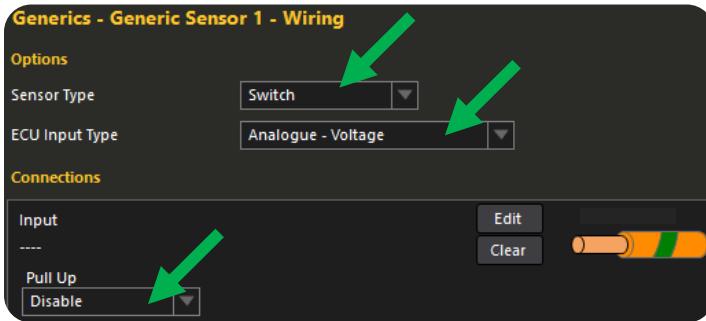 Generics - Generic Sensor 1 - Wiring
Options
Sensor Type Switch
ECU Input Type Analogue - Voltage
Connections
Input Edit
---- Clear
Pull Up
Disable